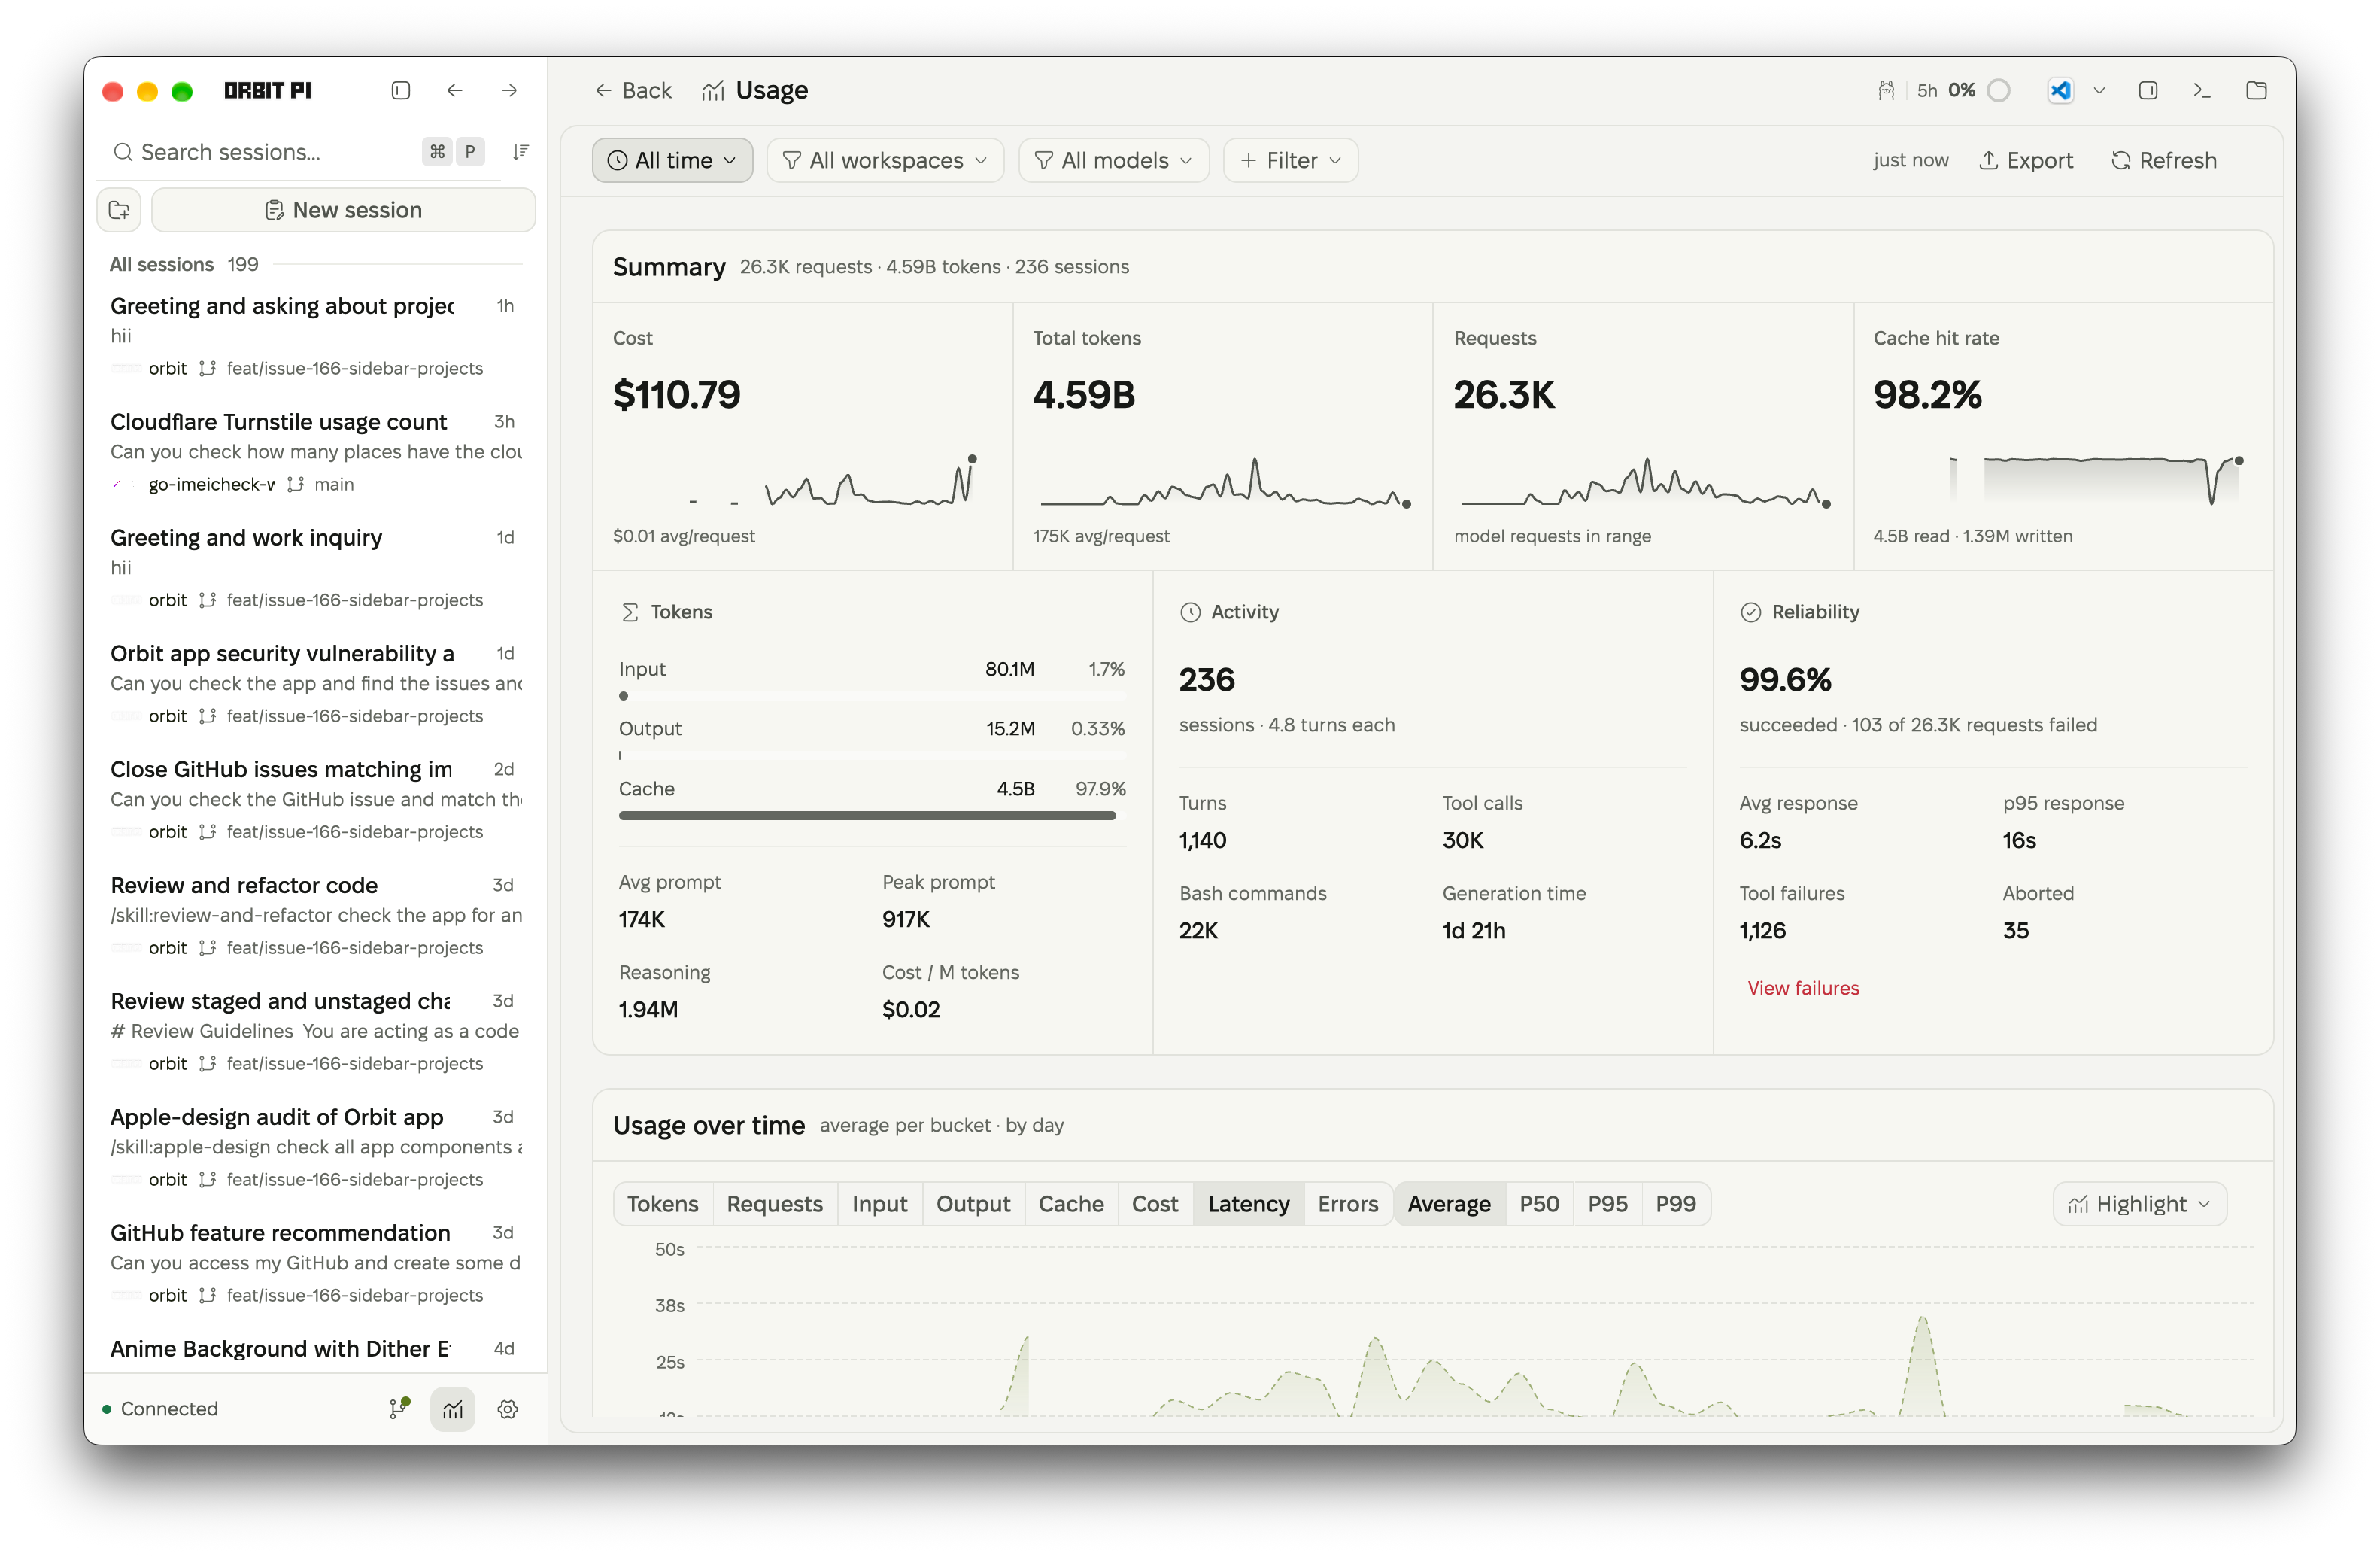 ORBIT PI
Search sessions...
⌘ P
New session
All sessions 199
Greeting and asking about projec 1h
hii
orbit feat/issue-166-sidebar-projects
Cloudflare Turnstile usage count 3h
Can you check how many places have the clou
go-imeicheck-w main
Greeting and work inquiry 1d
hii
orbit feat/issue-166-sidebar-projects
Orbit app security vulnerability a 1d
Can you check the app and find the issues and
orbit feat/issue-166-sidebar-projects
Close GitHub issues matching im 2d
Can you check the GitHub issue and match the
orbit feat/issue-166-sidebar-projects
Review and refactor code 3d
/skill:review-and-refactor check the app for an
orbit feat/issue-166-sidebar-projects
Review staged and unstaged cha 3d
# Review Guidelines You are acting as a code
orbit feat/issue-166-sidebar-projects
Apple-design audit of Orbit app 3d
/skill:apple-design check all app components a
orbit feat/issue-166-sidebar-projects
GitHub feature recommendation 3d
Can you access my GitHub and create some d
orbit feat/issue-166-sidebar-projects
Anime Background with Dither Ef 4d
Connected
Back Usage
5h 0%
All time All workspaces All models + Filter
just now Export Refresh
Summary 26.3K requests · 4.59B tokens · 236 sessions
Cost
$110.79
$0.01 avg/request
Total tokens
4.59B
175K avg/request
Requests
26.3K
model requests in range
Cache hit rate
98.2%
4.5B read · 1.39M written
Tokens
Input 80.1M 1.7%
Output 15.2M 0.33%
Cache 4.5B 97.9%
Avg prompt Peak prompt
174K 917K
Reasoning Cost / M tokens
1.94M $0.02
Activity
236
sessions · 4.8 turns each
Turns Tool calls
1,140 30K
Bash commands Generation time
22K 1d 21h
Reliability
99.6%
succeeded · 103 of 26.3K requests failed
Avg response p95 response
6.2s 16s
Tool failures Aborted
1,126 35
View failures
Usage over time average per bucket · by day
Tokens Requests Input Output Cache Cost Latency Errors Average P50 P95 P99
Highlight
50s
38s
25s